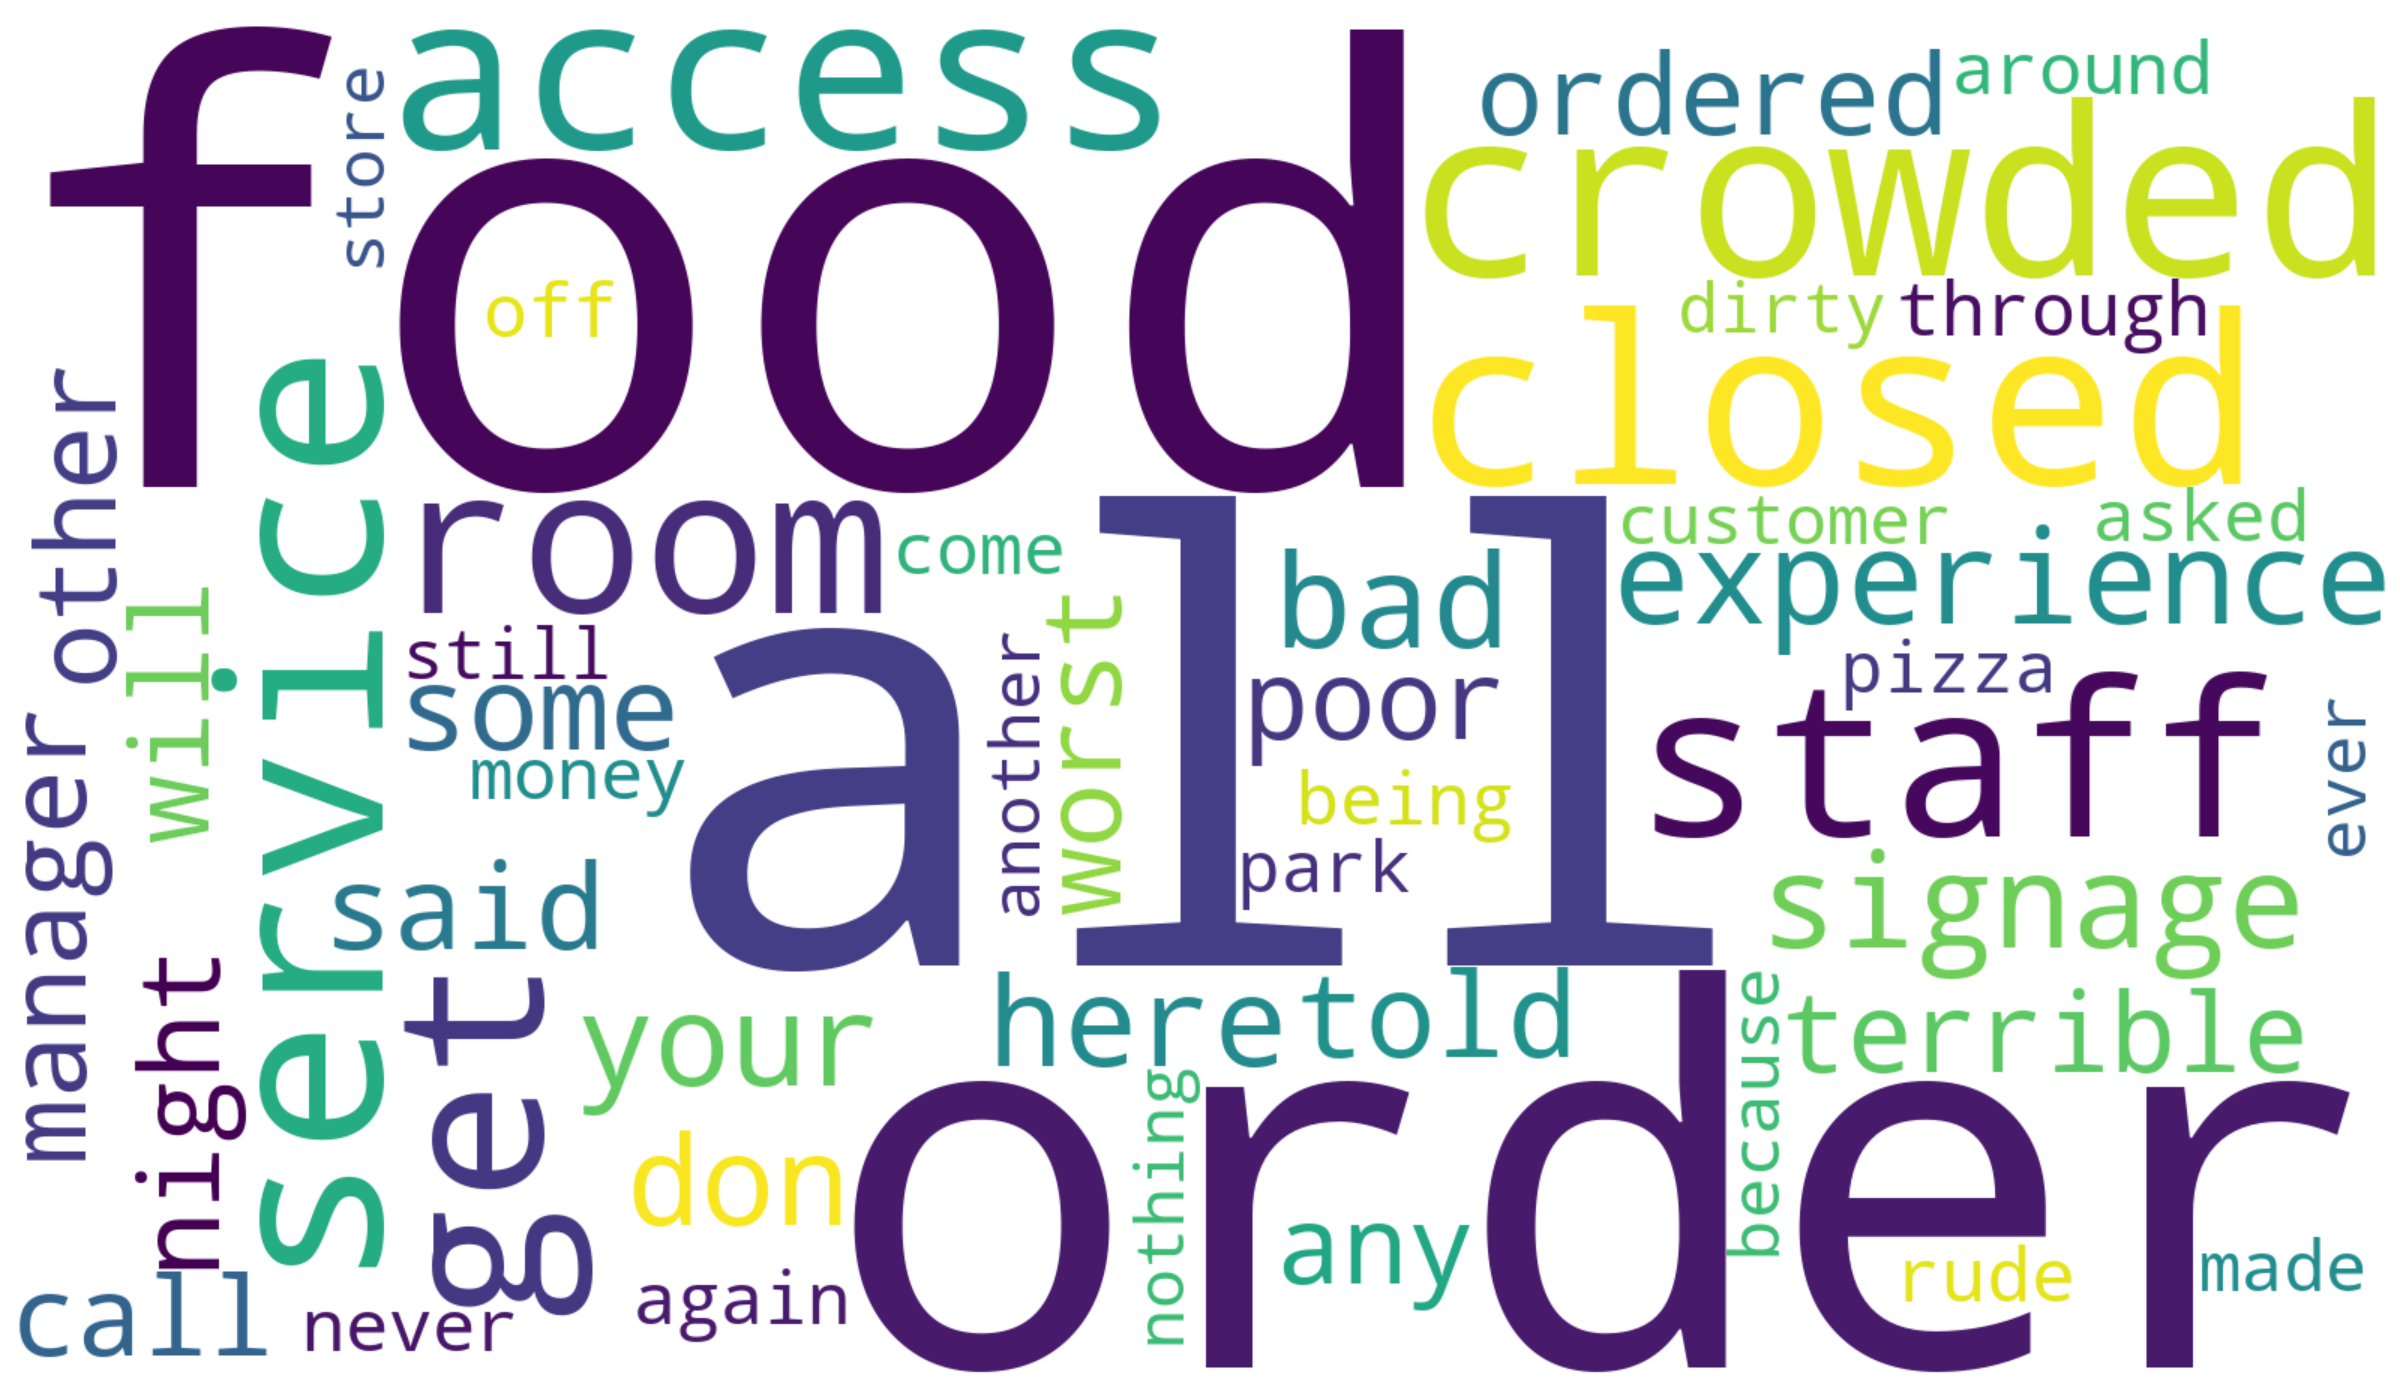 food
access
store
off
ordered
around
crowded
dirty
through
closed
service
other
manager
will
room
come
all
customer
asked
experience
bad
poor
being
park
another
worst
still
some
money
pizza
staff
ever
said
signage
night
get
your
here
told
because
terrible
order
don
nothing
any
rude
made
call
never
again